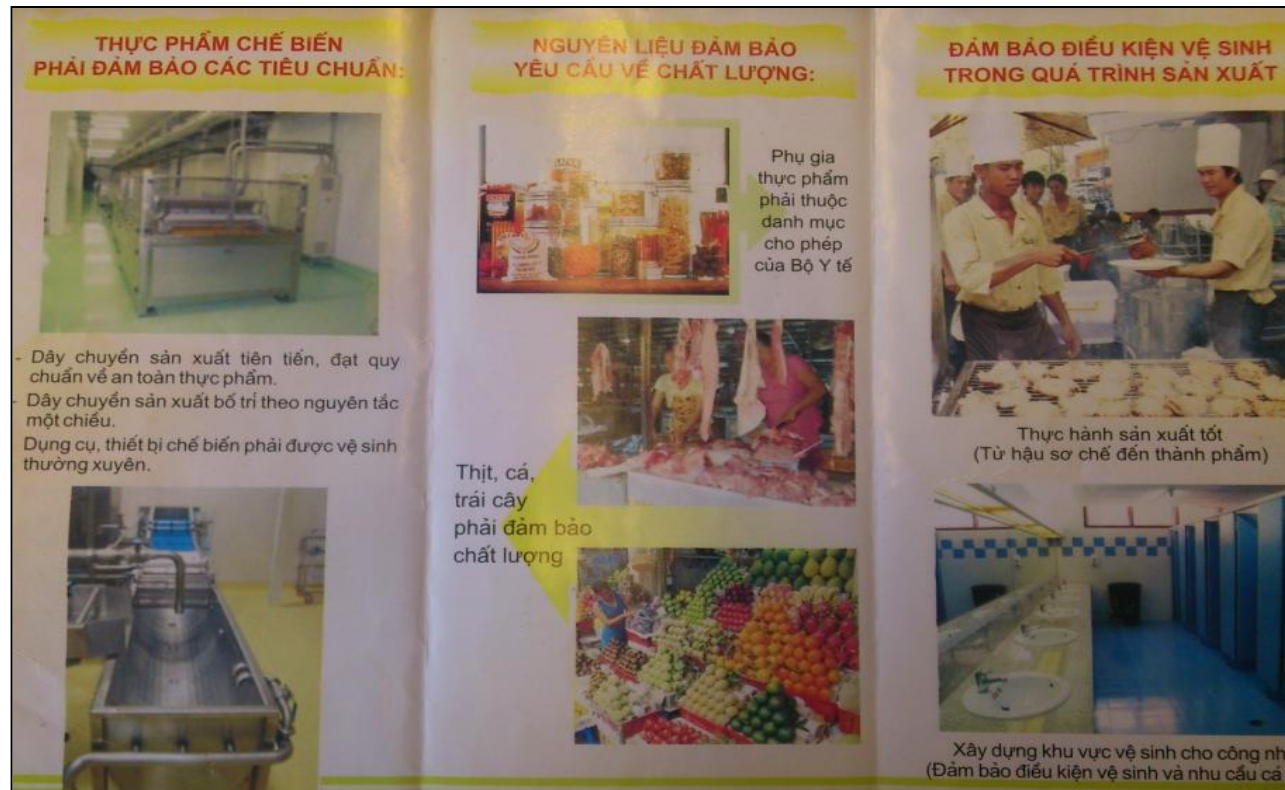 THỰC PHẨM CHẾ BIẾN
PHẢI ĐẢM BẢO CÁC TIÊU CHUẨN:
- Dây chuyền sản xuất tiên tiến, đạt quy
chuẩn về an toàn thực phẩm.
- Dây chuyền sản xuất bố trí theo nguyên tắc
một chiều.
Dụng cụ, thiết bị chế biến phải được vệ sinh
thường xuyên.
NGUYÊN LIỆU ĐẢM BẢO
YÊU CẦU VỀ CHẤT LƯỢNG:
Phụ gia
thực phẩm
phải thuộc
danh mục
cho phép
của Bộ Y tế
Thịt, cá,
trái cây
phải đảm bảo
chất lượng
ĐẢM BẢO ĐIỀU KIỆN VỆ SINH
TRONG QUÁ TRÌNH SẢN XUẤT
Thực hành sản xuất tốt
(Từ hậu sơ chế đến thành phẩm)
Xây dựng khu vực vệ sinh cho công nh
(Đảm bảo điều kiện vệ sinh và nhu cầu cá